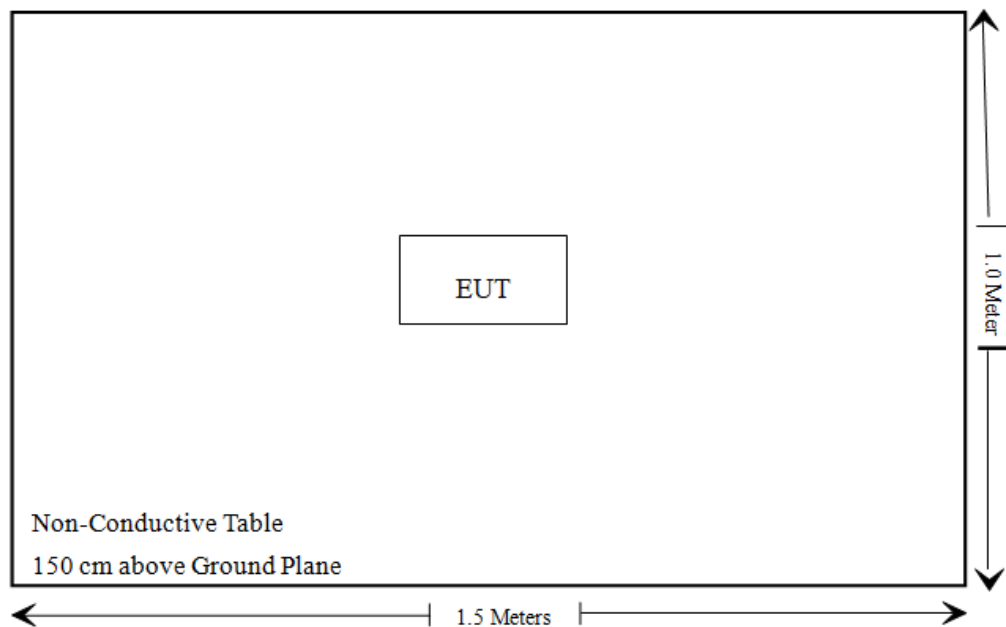 EUT
1.0 Meter
Non-Conductive Table
150 cm above Ground Plane
1.5 Meters